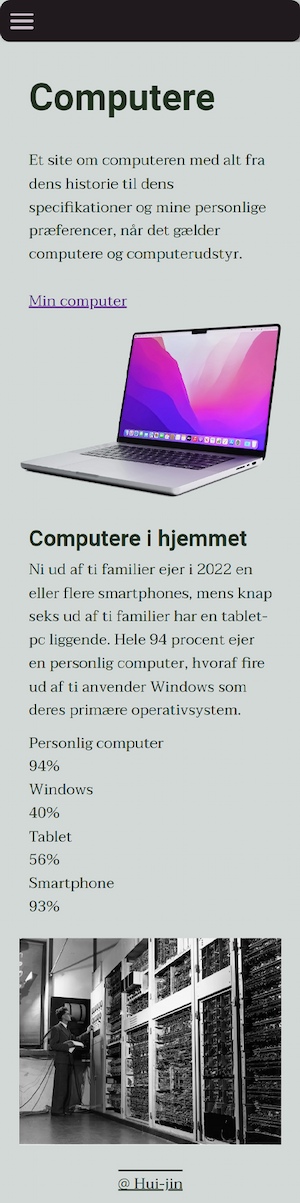 Computere
Et site om computeren med alt fra
dens historie til dens
specifikationer og mine personlige
præferencer, når det gælder
computere og computerudstyr.
Min computer
Computere i hjemmet
Ni ud af ti familier ejer i 2022 en
eller flere smartphones, mens knap
seks ud af ti familier har en tablet-
pc liggende. Hele 94 procent ejer
en personlig computer, hvoraf fire
ud af ti anvender Windows som
deres primære operativsystem.
Personlig computer
94%
Windows
40%
Tablet
56%
Smartphone
93%
@ Hui-jin